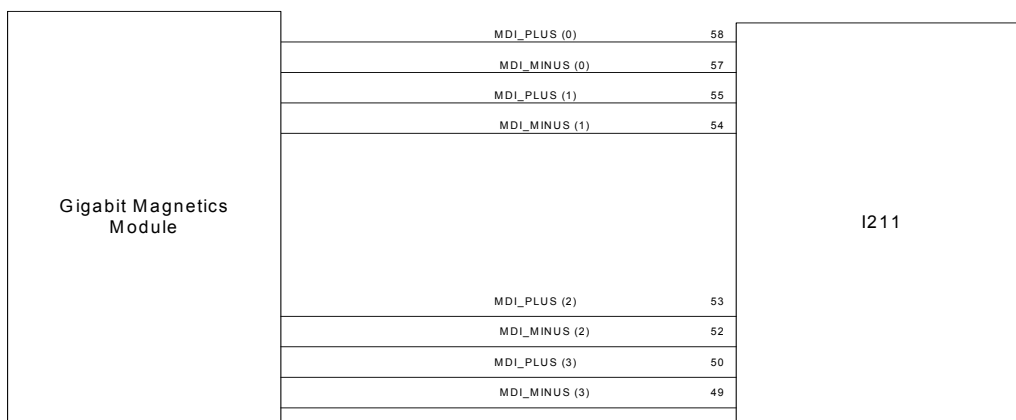 MDI_PLUS (0) 58
MDI_MINUS (0) 57
MDI_PLUS (1) 55
MDI_MINUS (1) 54
Gigabit Magnetics
Module
I211
MDI_PLUS (2) 53
MDI_MINUS (2) 52
MDI_PLUS (3) 50
MDI_MINUS (3) 49